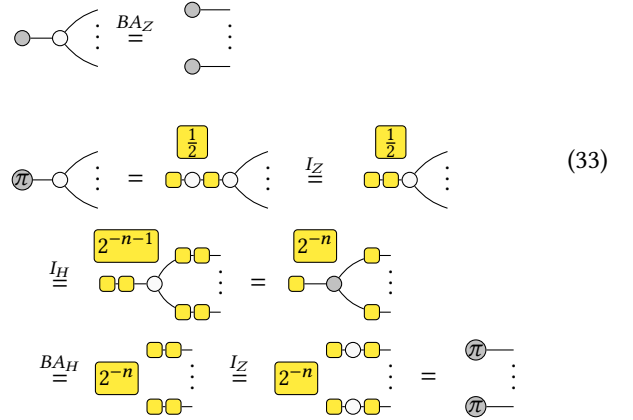 BA_Z
=
π = 1/2 I_Z = 1/2 (33)
I_H = 2^{-n-1} = 2^{-n}
BA_H = 2^{-n} I_Z = 2^{-n} = π
π